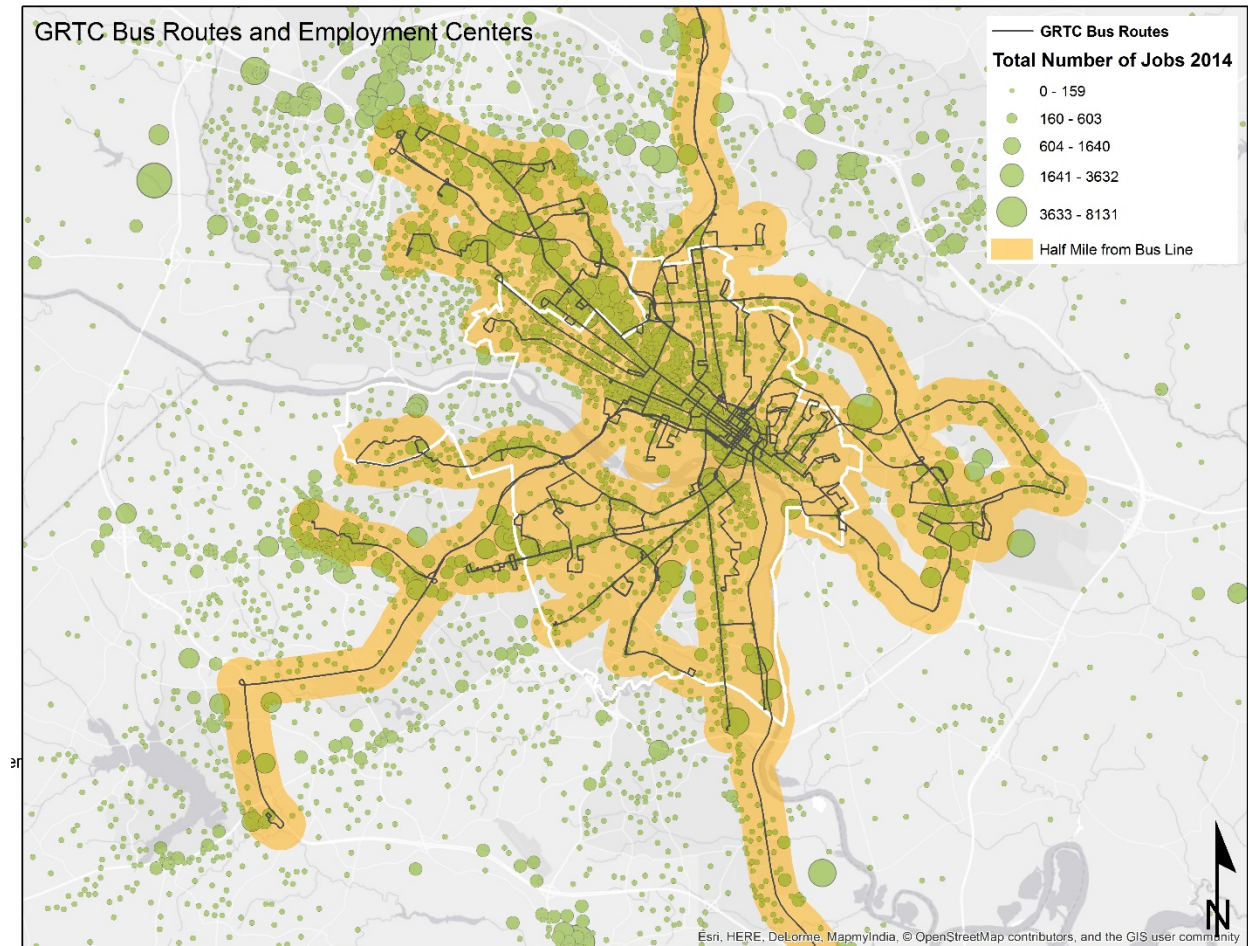 GRTC Bus Routes and Employment Centers
GRTC Bus Routes
Total Number of Jobs 2014
0 - 159
160 - 603
604 - 1640
1641 - 3632
3633 - 8131
Half Mile from Bus Line
er
N
Esri, HERE, DeLorme, MapmyIndia, © OpenStreetMap contributors, and the GIS user community